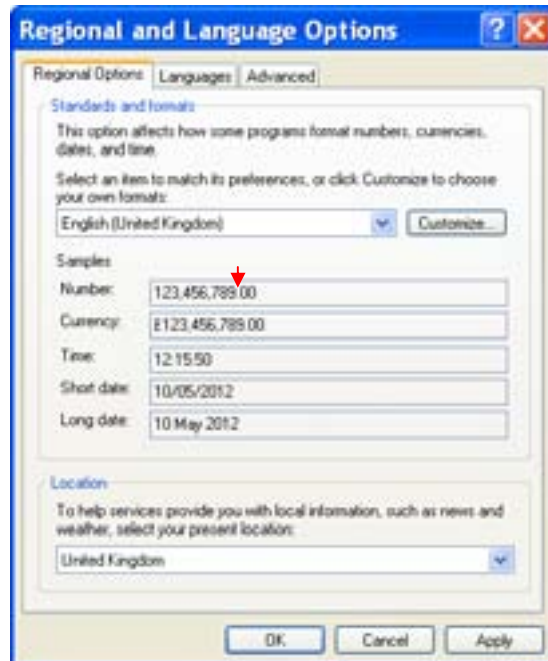 Regional and Language Options
Regional Options Languages Advanced
Standards and formats
This option affects how some programs format numbers, currencies,
dates, and time.
Select an item to match its preferences, or click Customize to choose
your own formats:
English (United Kingdom) Customize...
Samples
Number: 123,456,789.00
Currency: £123,456,789.00
Time: 12:15:50
Short date: 10/05/2012
Long date: 10 May 2012
Location
To help services provide you with local information, such as news and
weather, select your present location:
United Kingdom
OK Cancel Apply